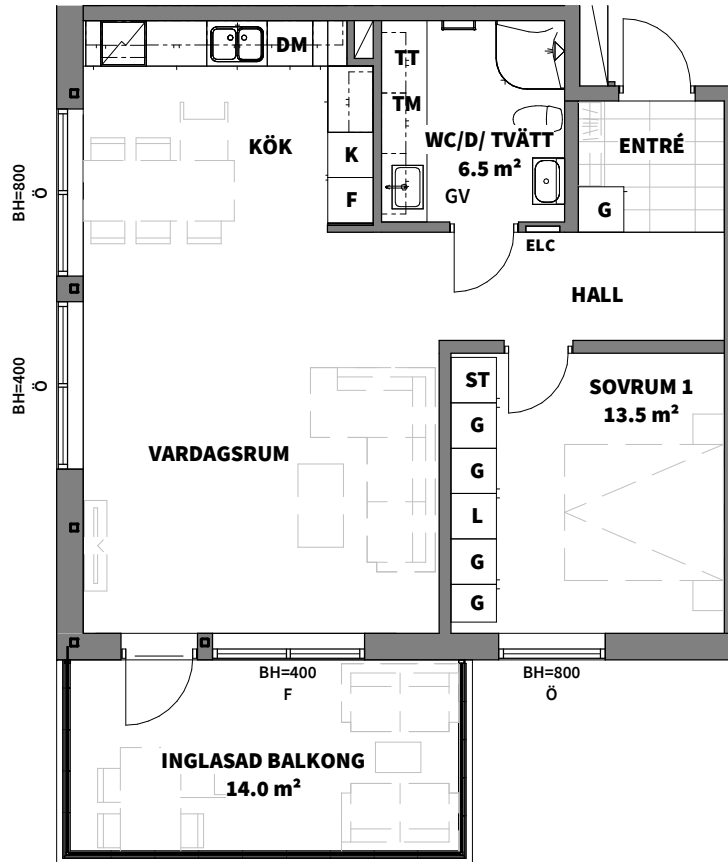 DM
TT
TM
KÖK
K
F
WC/D/ TVÄTT
6.5 m²
GV
ENTRÉ
G
ELC
HALL
BH=800
Ö
BH=400
Ö
VARDAGSRUM
ST
G
G
L
G
G
SOVRUM 1
13.5 m²
BH=400
F
BH=800
Ö
INGLASAD BALKONG
14.0 m²